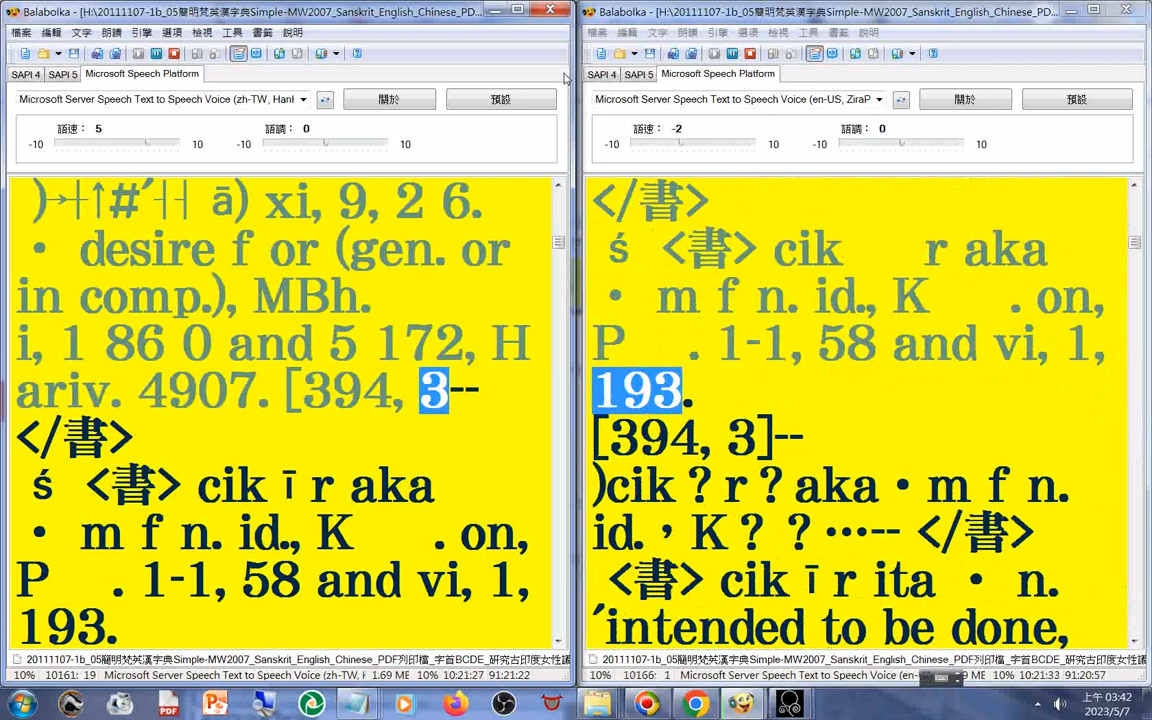 Balabolka - [H:\20111107-1b_05簡明梵英漢字典Simple-MW2007_Sanskrit_English_Chinese_PD...
檔案 編輯 文字 朗讀 引擎 選項 檢視 工具 書籤 說明
SAPI 4 SAPI 5 Microsoft Speech Platform
Microsoft Server Speech Text to Speech Voice (zh-TW, Hanl
關於 預設
語速： 5 語調： 0
-10 10 -10 10
)→┤↑#´┤┤ ā) xi, 9, 2 6.
• desire f or (gen. or
in comp.), MBh.
i, 1 86 0 and 5 172, H
ariv. 4907. [394, 3--
</書>
ś <書> cik ī r aka
• m f n. id., K . on,
P . 1-1, 58 and vi, 1,
193.
20111107-1b_05簡明梵英漢字典Simple-MW2007_Sanskrit_English_Chinese_PDF列印檔_字首BCDE_研究古印度女性議
10% 10161: 19 Microsoft Server Speech Text to Speech Voice (zh-TW, 1.69 MB 10% 10:21:27 91:21:22
Balabolka - [H:\20111107-1b_05簡明梵英漢字典Simple-MW2007_Sanskrit_English_Chinese_PD...
檔案 編輯 文字 朗讀 引擎 選項 檢視 工具 書籤 說明
SAPI 4 SAPI 5 Microsoft Speech Platform
Microsoft Server Speech Text to Speech Voice (en-US, ZiraP
關於 預設
語速： -2 語調： 0
-10 10 -10 10
</書>
ś <書> cik r aka
• m f n. id., K . on,
P . 1-1, 58 and vi, 1,
193.
[394, 3]--
)cik？r？aka • m f n.
id.，K？？…-- </書>
<書> cik ī r ita • n.
´intended to be done,
20111107-1b_05簡明梵英漢字典Simple-MW2007_Sanskrit_English_Chinese_PDF列印檔_字首BCDE_研究古印度女性議
10% 10166: 1 Microsoft Server Speech Text to Speech Voice 10% 10:21:33 91:20:57
PDF
上午 03:42
2023/5/7